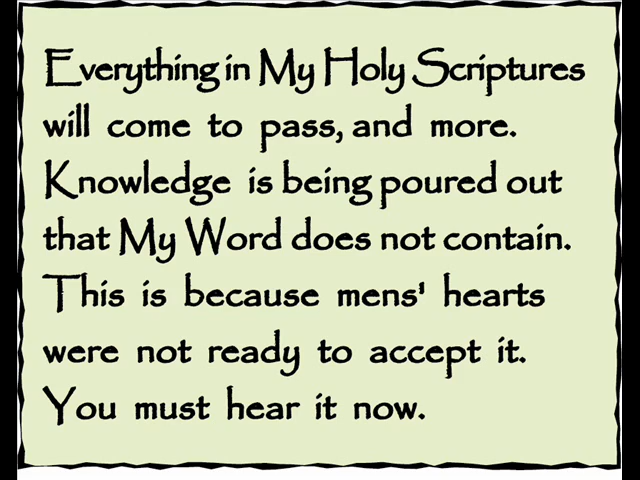 Everything in My Holy Scriptures
will come to pass, and more.
Knowledge is being poured out
that My Word does not contain.
This is because mens' hearts
were not ready to accept it.
You must hear it now.